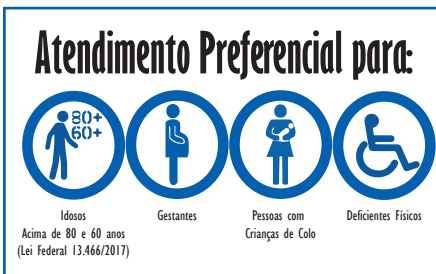 Atendimento Preferencial para:
80+
60+
Idosos
Acima de 80 e 60 anos
(Lei Federal 13.466/2017)
Gestantes
Pessoas com
Crianças de Colo
Deficientes Físicos